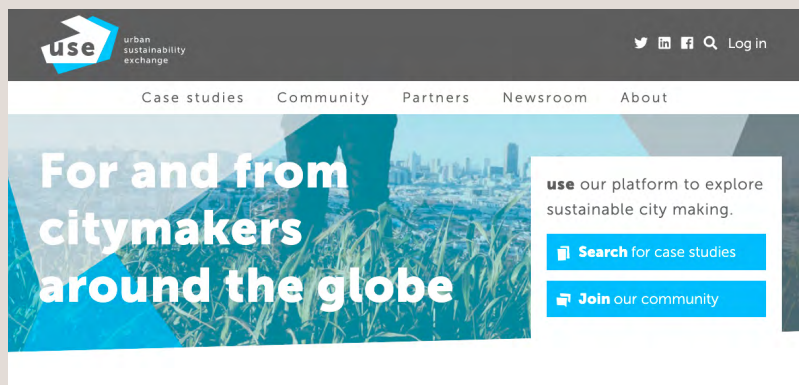 use
urban
sustainability
exchange
Log in
Case studies Community Partners Newsroom About
For and from
citymakers
around the globe
use our platform to explore
sustainable city making.
Search for case studies
Join our community